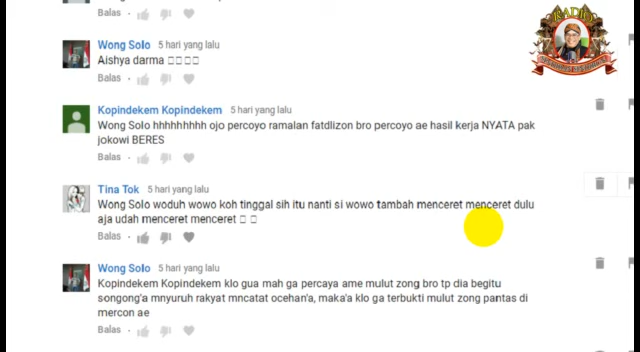 Balas
Wong Solo 5 hari yang lalu
Aishya darma □□□□
Balas
Kopindekem Kopindekem 5 hari yang lalu
Wong Solo hhhhhhhhh ojo percoyo ramalan fatdlizon bro percoyo ae hasil kerja NYATA pak
jokowi BERES
Balas
Tina Tok 5 hari yang lalu
Wong Solo woduh wowo koh tinggal sih itu nanti si wowo tambah menceret menceret dulu
aja udah menceret menceret □ □
Balas
Wong Solo 5 hari yang lalu
Kopindekem Kopindekem klo gua mah ga percaya ame mulut zong bro tp dia begitu
songong'a mnyuruh rakyat mncatat ocehan'a, maka'a klo ga terbukti mulut zong pantas di
mercon ae
Balas
RADIO